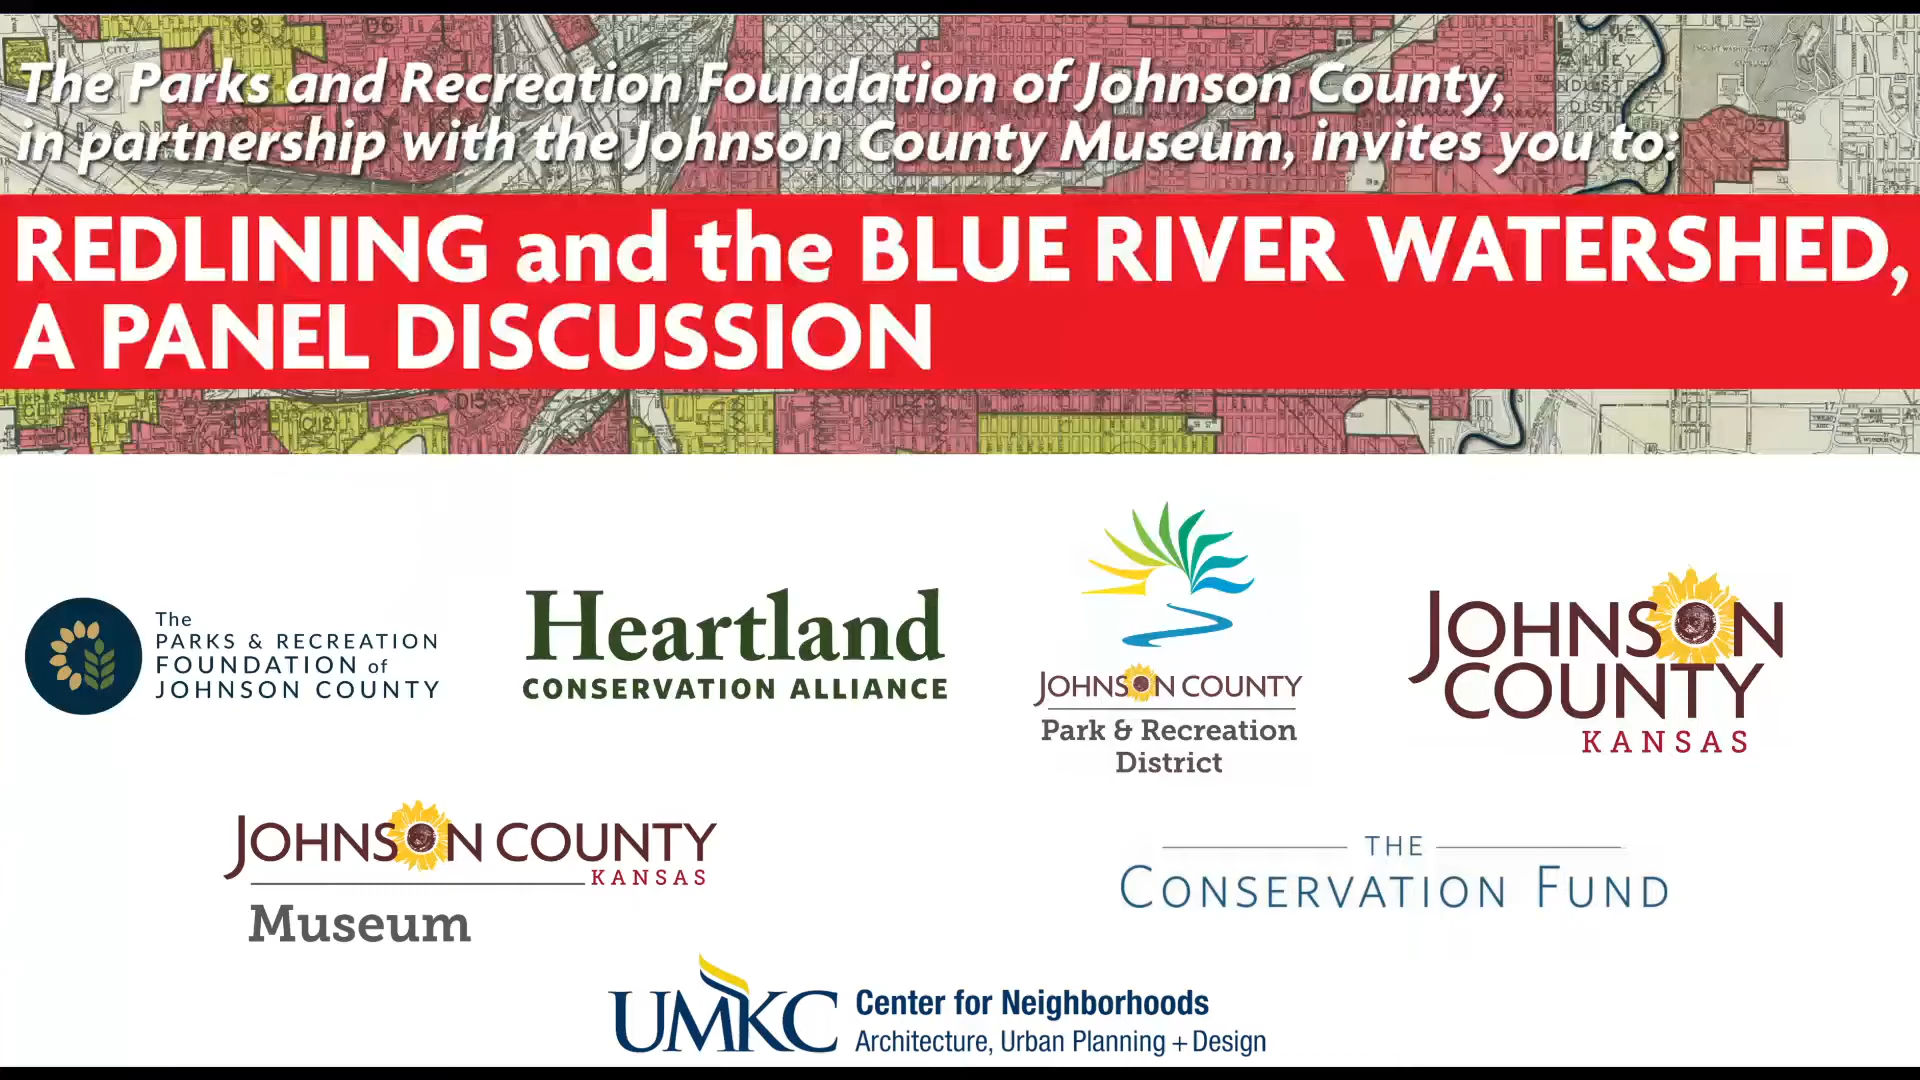 The Parks and Recreation Foundation of Johnson County,
in partnership with the Johnson County Museum, invites you to:
REDLINING and the BLUE RIVER WATERSHED,
A PANEL DISCUSSION
The
PARKS & RECREATION
FOUNDATION of
JOHNSON COUNTY
Heartland
CONSERVATION ALLIANCE
JOHNSON COUNTY
Park & Recreation
District
JOHNSON
COUNTY
KANSAS
JOHNSON COUNTY
KANSAS
Museum
THE
CONSERVATION FUND
UMKC
Center for Neighborhoods
Architecture, Urban Planning + Design